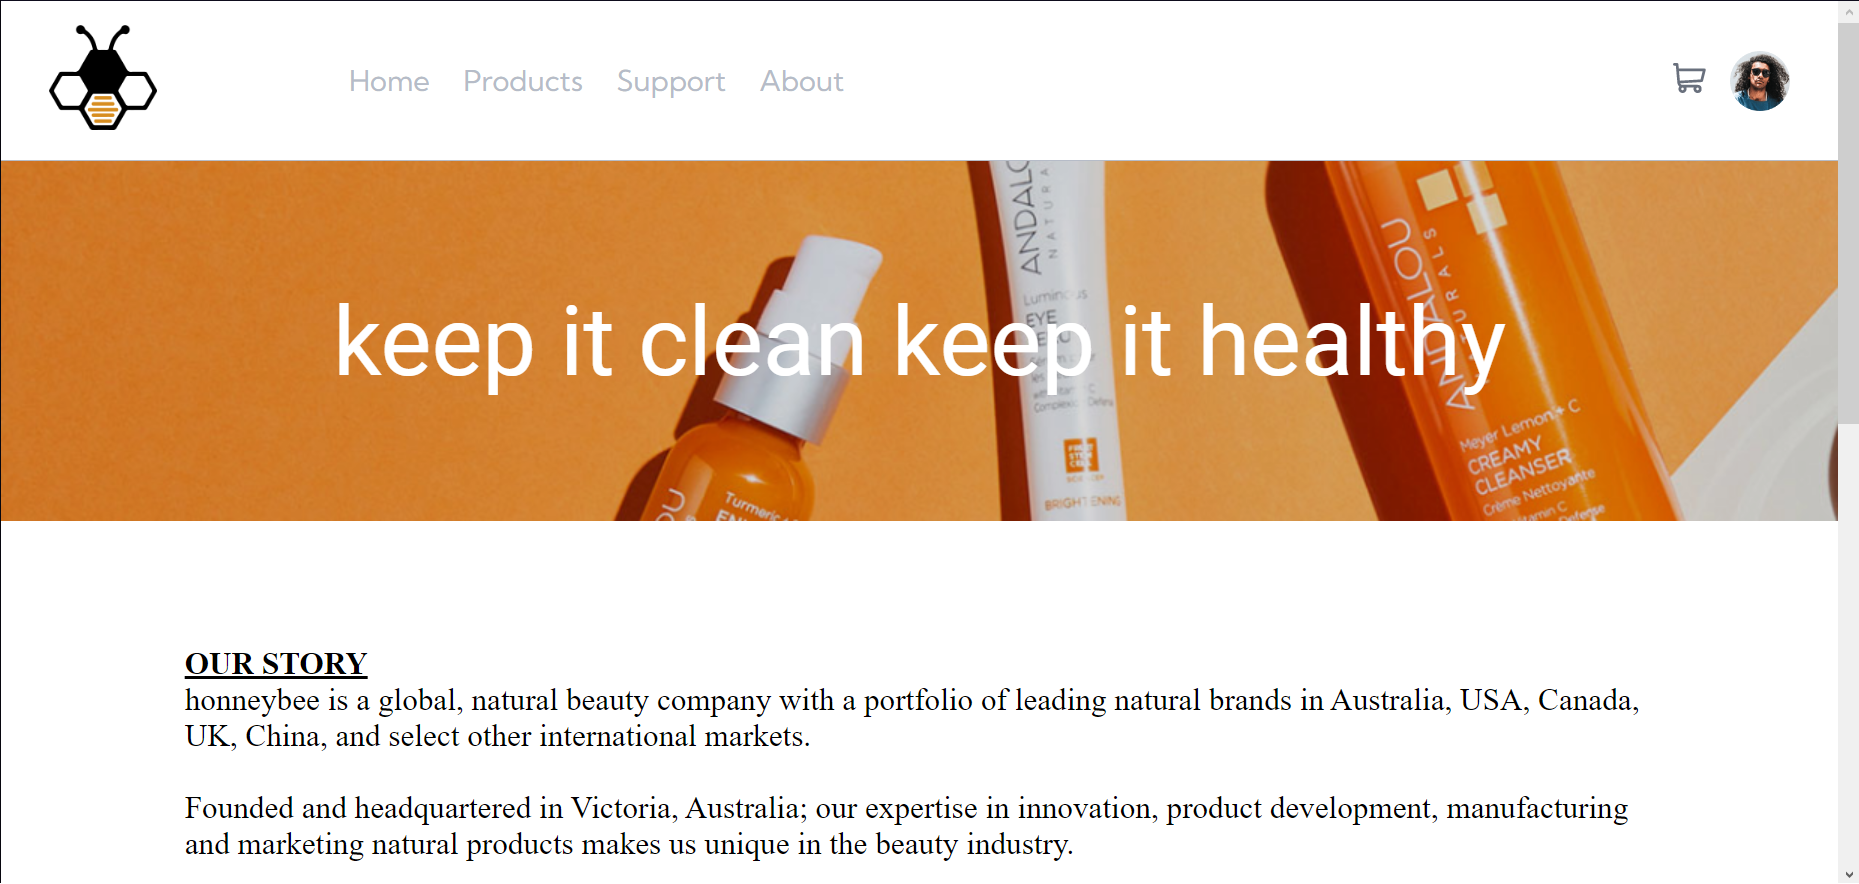 Home Products Support About
ANDALO
NATURA
ANDALOU
NATURALS
keep it clean keep it healthy
Luminous
EYE
Meyer Lemon + C
CREAMY
CLEANSER
Crème Nettoyante
Turmeric
BRIGHTENING
OUR STORY
honneybee is a global, natural beauty company with a portfolio of leading natural brands in Australia, USA, Canada,
UK, China, and select other international markets.
Founded and headquartered in Victoria, Australia; our expertise in innovation, product development, manufacturing
and marketing natural products makes us unique in the beauty industry.